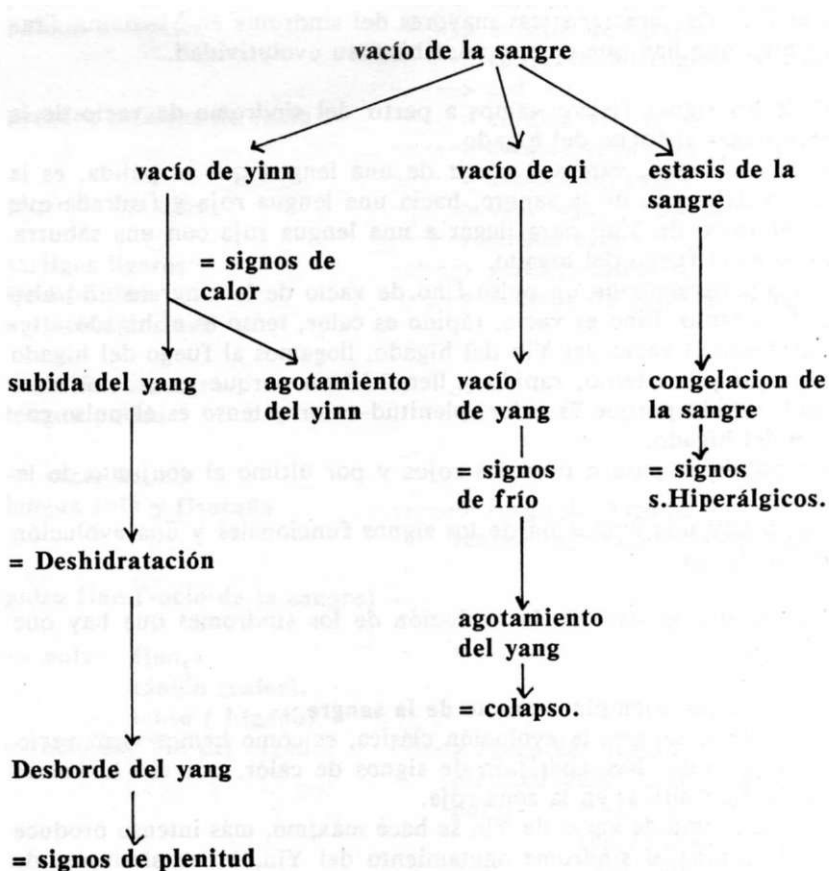 vacío de la sangre
vacío de yinn
vacío de qi
estasis de la
sangre
= signos de
calor
subida del yang
agotamiento
del yinn
vacío
de yang
congelacion de
la sangre
= signos
de frío
= signos
s.Hiperálgicos.
= Deshidratación
agotamiento
del yang
= colapso.
Desborde del yang
= signos de plenitud